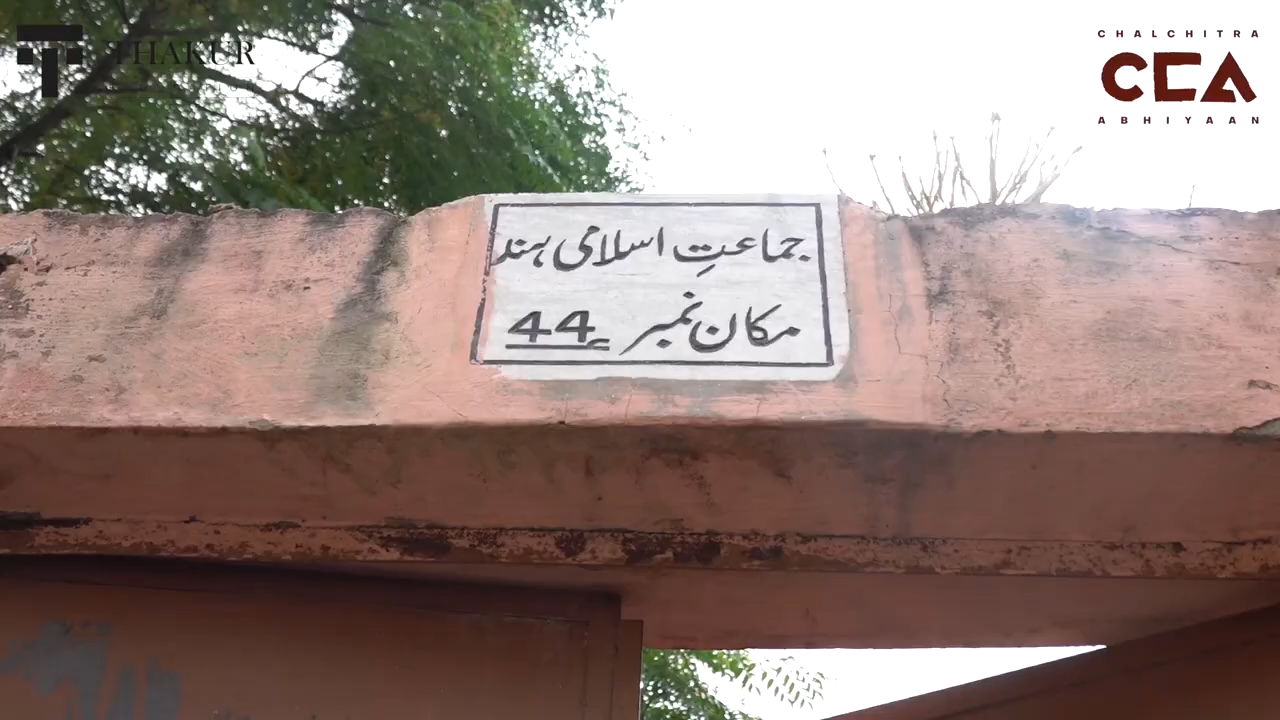 THAKUR
CHALCHITRA
CCA
ABHIYAAN
جماعتِ اسلامی ہند
مکان نمبر 44